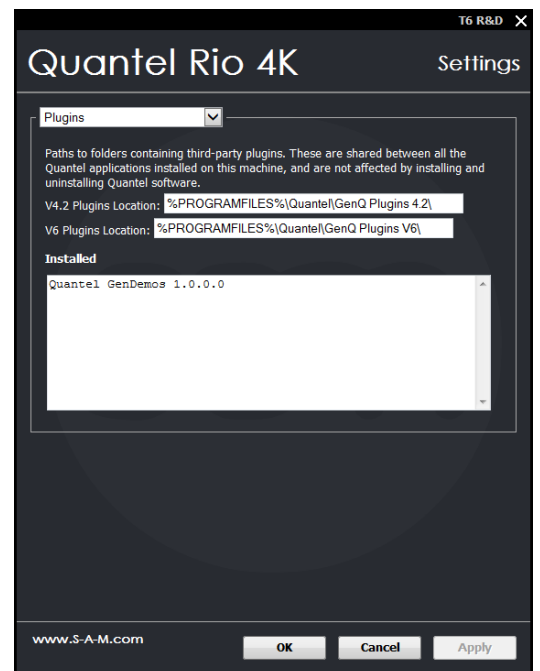 T6 R&D
Quantel Rio 4K
Settings
Plugins
Paths to folders containing third-party plugins. These are shared between all the
Quantel applications installed on this machine, and are not affected by installing and
uninstalling Quantel software.
V4.2 Plugins Location: %PROGRAMFILES%\Quantel\GenQ Plugins 4.2\
V6 Plugins Location: %PROGRAMFILES%\Quantel\GenQ Plugins V6\
Installed
Quantel GenDemos 1.0.0.0
www.S-A-M.com
OK
Cancel
Apply